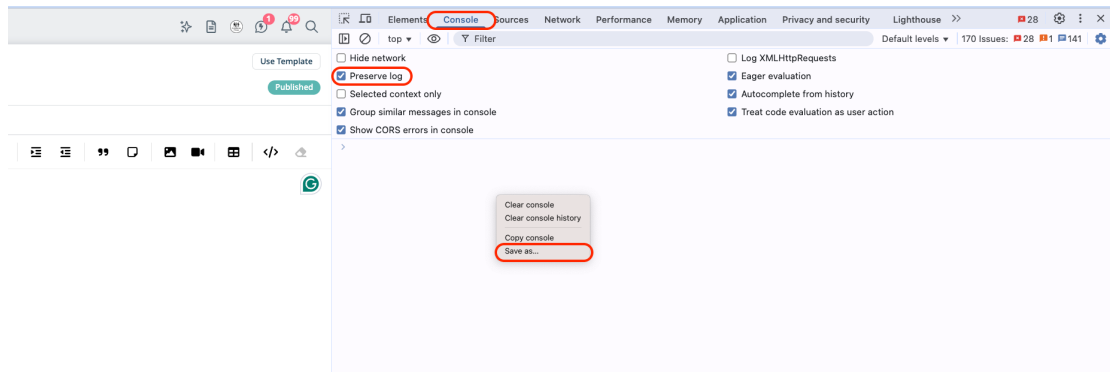 1
99
Elements Console Sources Network Performance Memory Application Privacy and security Lighthouse 28
top Filter Default levels 170 Issues: 28 1 141
Use Template
Hide network
Log XMLHttpRequests
Published
Preserve log
Eager evaluation
Selected context only
Autocomplete from history
Group similar messages in console
Treat code evaluation as user action
Show CORS errors in console
Clear console
Clear console history
Copy console
Save as...